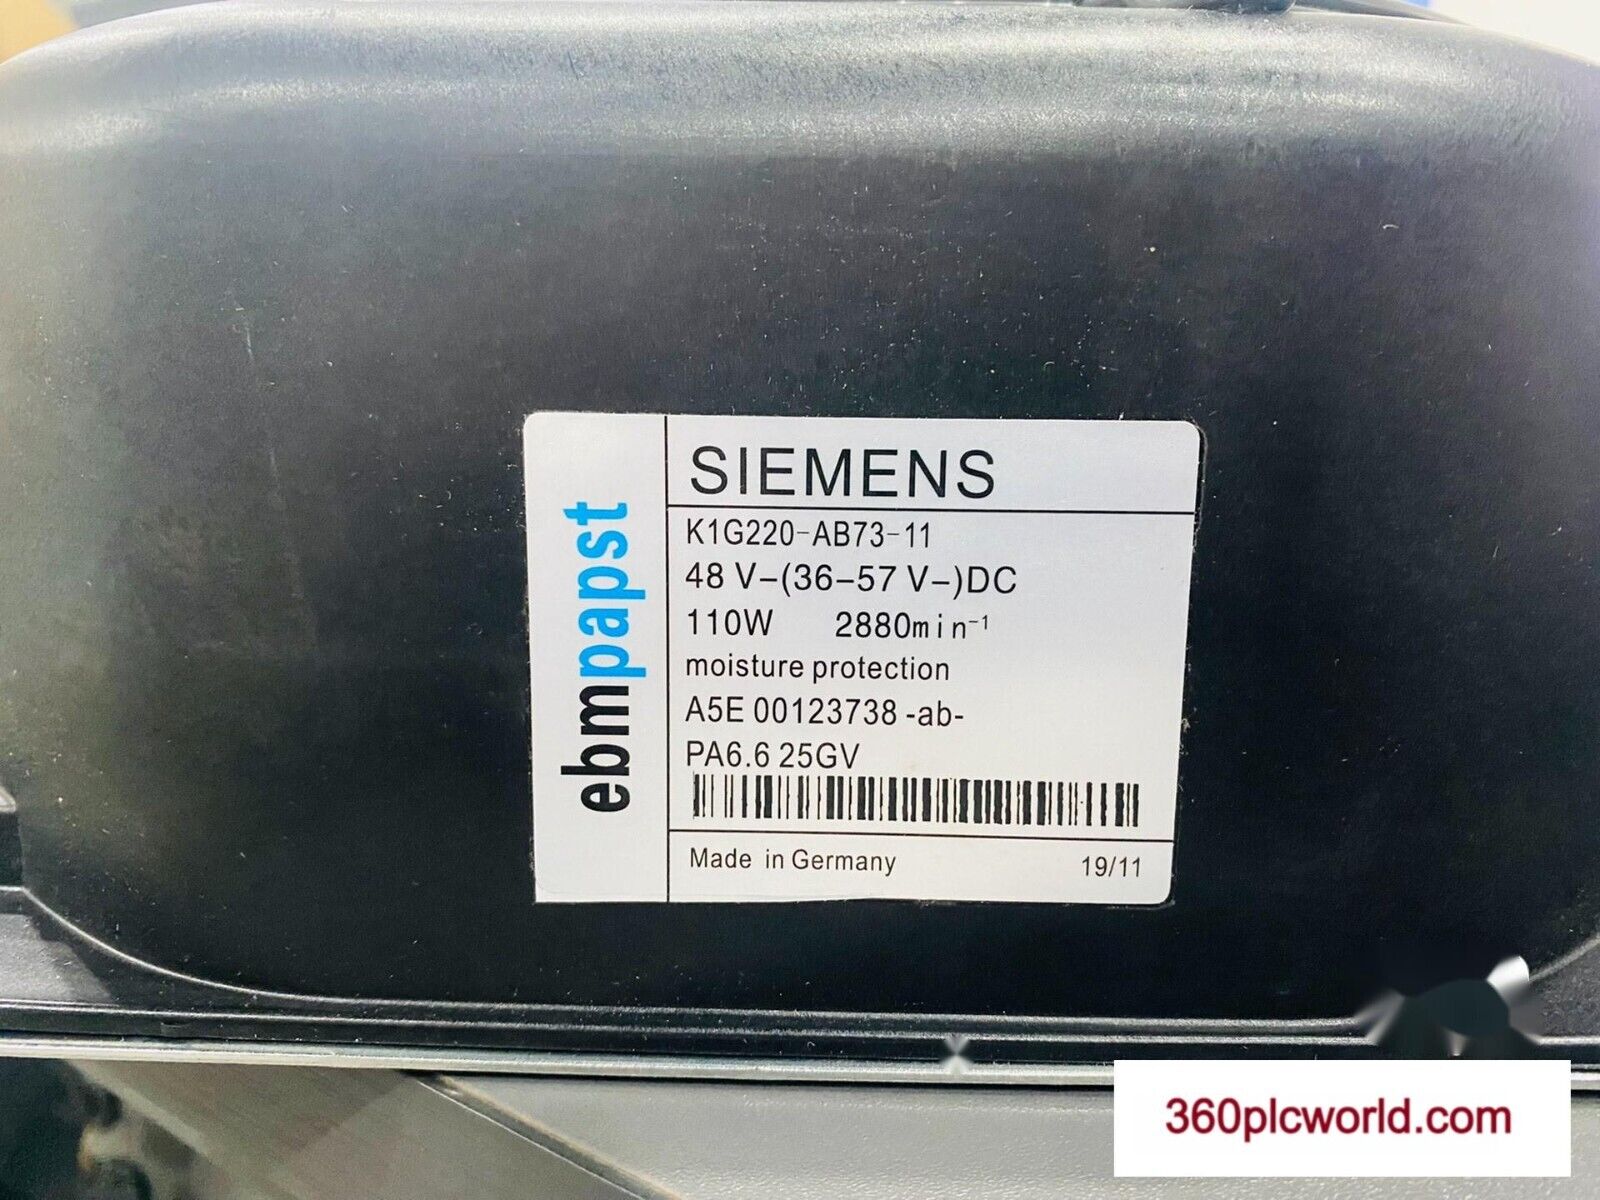 ebmpapst
SIEMENS
K1G220-AB73-11
48 V-(36-57 V-)DC
110W 2880min⁻¹
moisture protection
A5E 00123738 -ab-
PA6.6 25GV
Made in Germany 19/11
360plcworld.com